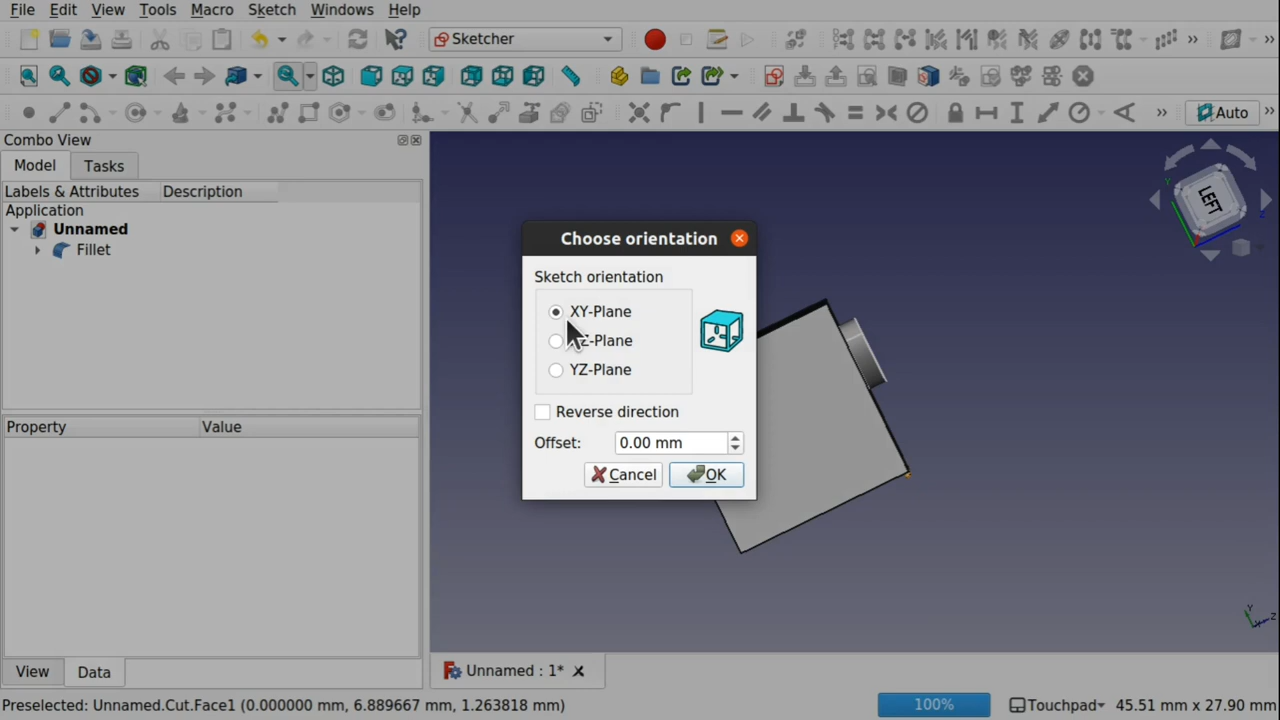 File Edit View Tools Macro Sketch Windows Help
Sketcher
Auto
Combo View
Model Tasks
Labels & Attributes Description
Application
Unnamed
Fillet
LEFT
Y
Z
Choose orientation
Sketch orientation
XY-Plane
Z-Plane
YZ-Plane
Reverse direction
Offset: 0.00 mm
Cancel OK
Property Value
Y
Z
View Data
Unnamed : 1*
Preselected: Unnamed.Cut.Face1 (0.000000 mm, 6.889667 mm, 1.263818 mm)
100% Touchpad 45.51 mm x 27.90 mm